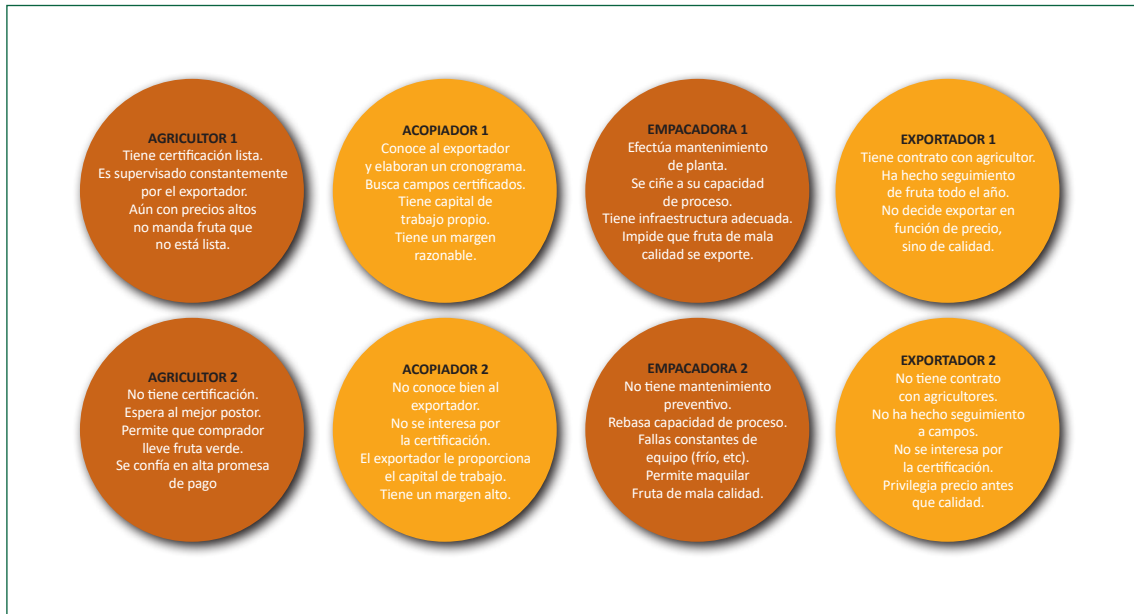 AGRICULTOR 1
Tiene certificación lista.
Es supervisado constantemente
por el exportador.
Aún con precios altos
no manda fruta que
no está lista.
ACOPIADOR 1
Conoce al exportador
y elaboran un cronograma.
Busca campos certificados.
Tiene capital de
trabajo propio.
Tiene un margen
razonable.
EMPACADORA 1
Efectúa mantenimiento
de planta.
Se ciñe a su capacidad
de proceso.
Tiene infraestructura adecuada.
Impide que fruta de mala
calidad se exporte.
EXPORTADOR 1
Tiene contrato con agricultor.
Ha hecho seguimiento
de fruta todo el año.
No decide exportar en
función de precio,
sino de calidad.
AGRICULTOR 2
No tiene certificación.
Espera al mejor postor.
Permite que comprador
lleve fruta verde.
Se confía en alta promesa
de pago
ACOPIADOR 2
No conoce bien al
exportador.
No se interesa por
la certificación.
El exportador le proporciona
el capital de trabajo.
Tiene un margen alto.
EMPACADORA 2
No tiene mantenimiento
preventivo.
Rebasa capacidad de proceso.
Fallas constantes de
equipo (frío, etc).
Permite maquilar
Fruta de mala calidad.
EXPORTADOR 2
No tiene contrato
con agricultores.
No ha hecho seguimiento
a campos.
No se interesa por
la certificación.
Privilegia precio antes
que calidad.